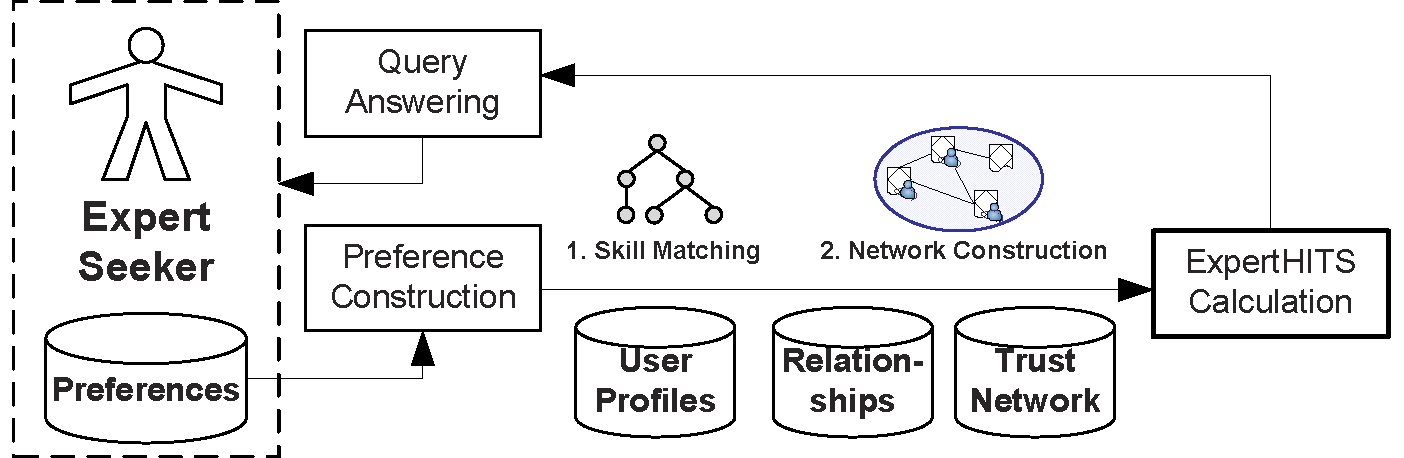 Query
Answering
Expert
Seeker
Preferences
Preference
Construction
1. Skill Matching
2. Network Construction
User
Profiles
Relation-
ships
Trust
Network
ExpertHITS
Calculation